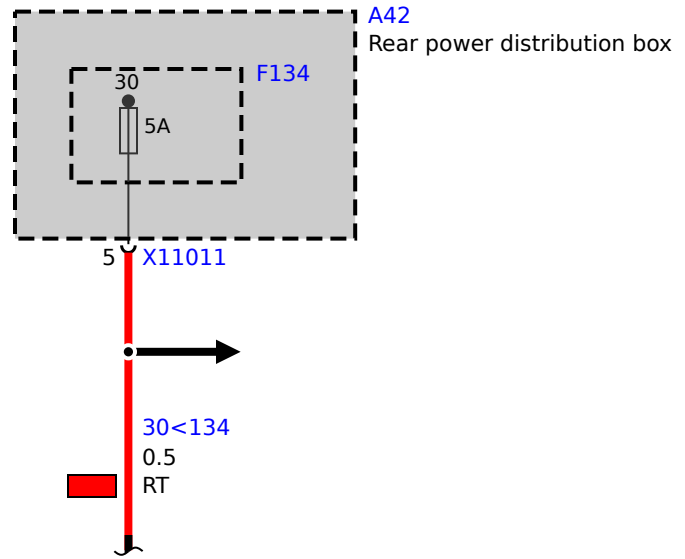 A42
Rear power distribution box
F134
30
5A
5 X11011
30<134
0.5
RT